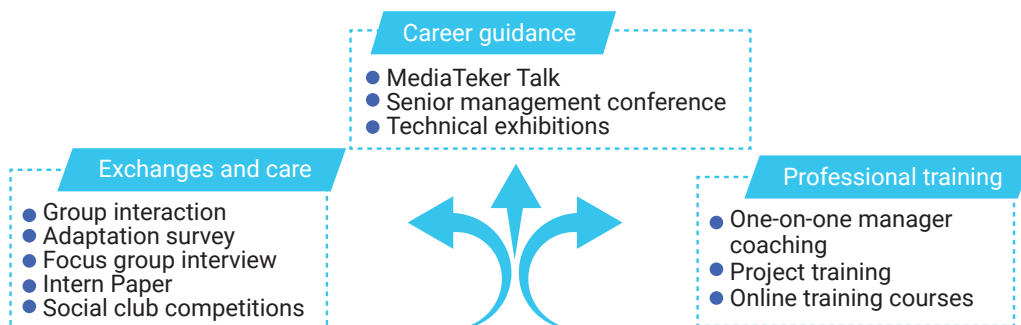 Career guidance
MediaTeker Talk
Senior management conference
Technical exhibitions
Exchanges and care
Group interaction
Adaptation survey
Focus group interview
Intern Paper
Social club competitions
Professional training
One-on-one manager
coaching
Project training
Online training courses